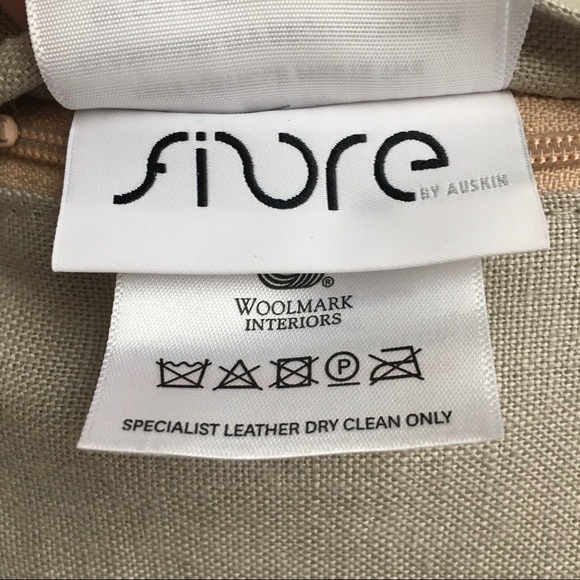 fibre
BY AUSKIN
®
WOOLMARK
INTERIORS
P
SPECIALIST LEATHER DRY CLEAN ONLY